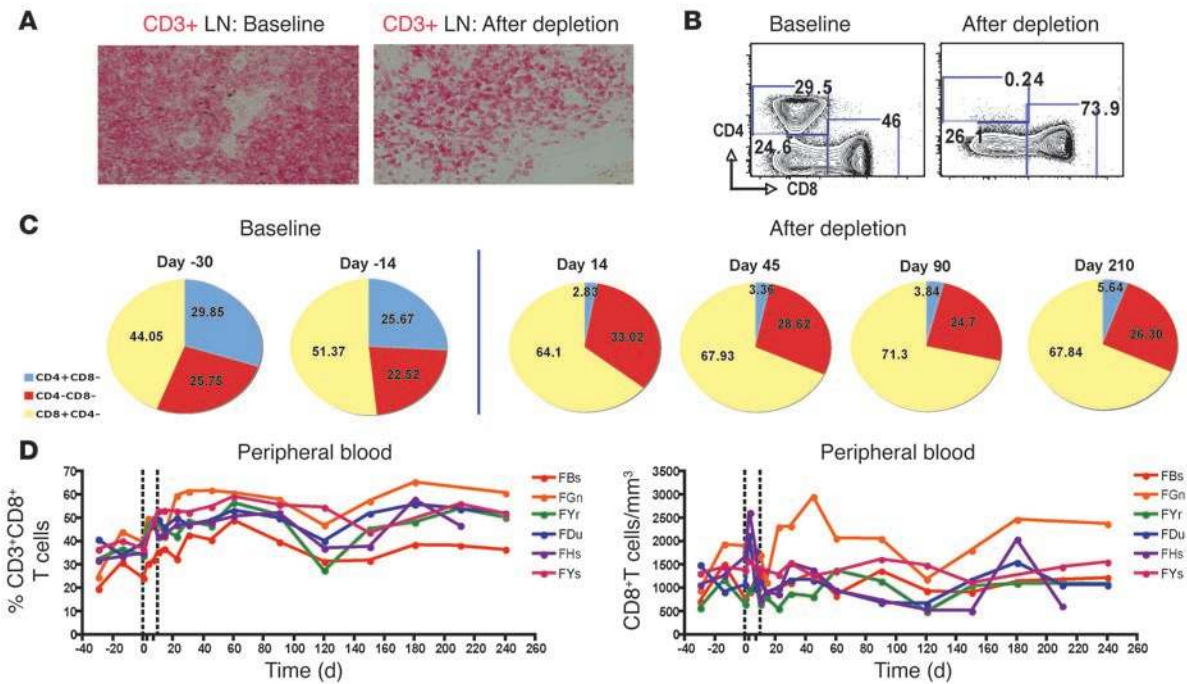 A
CD3+ LN: Baseline
CD3+ LN: After depletion
B
Baseline
After depletion
29.5
46
24.6
CD4
CD8
0.24
73.9
26.1
C
Baseline
After depletion
Day -30
Day -14
Day 14
Day 45
Day 90
Day 210
29.85
44.05
25.75
25.67
51.37
22.52
2.83
33.02
64.1
3.36
28.62
67.93
3.84
24.7
71.3
5.64
26.30
67.84
CD4+CD8-
CD4-CD8-
CD8+CD4-
D
Peripheral blood
% CD3+CD8+
T cells
70
60
50
40
30
20
10
0
-40 -20 0 20 40 60 80 100 120 140 160 180 200 220 240 260
Time (d)
FBs
FGn
FYr
FDu
FHs
FYs
Peripheral blood
CD8+T cells/mm³
3500
3000
2500
2000
1500
1000
500
0
-40 -20 0 20 40 60 80 100 120 140 160 180 200 220 240 260
Time (d)
FBs
FGn
FYr
FDu
FHs
FYs